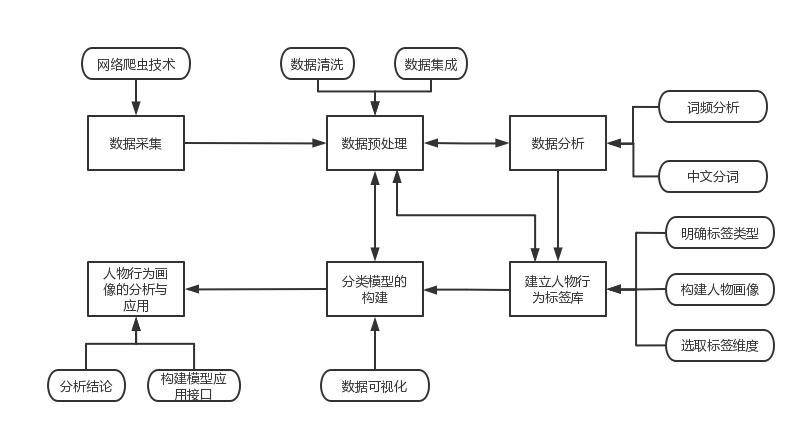 网络爬虫技术
数据清洗
数据集成
词频分析
数据采集
数据预处理
数据分析
中文分词
明确标签类型
人物行为画
像的分析与
应用
分类模型的
构建
建立人物行
为标签库
构建人物画像
选取标签维度
分析结论
构建模型应
用接口
数据可视化